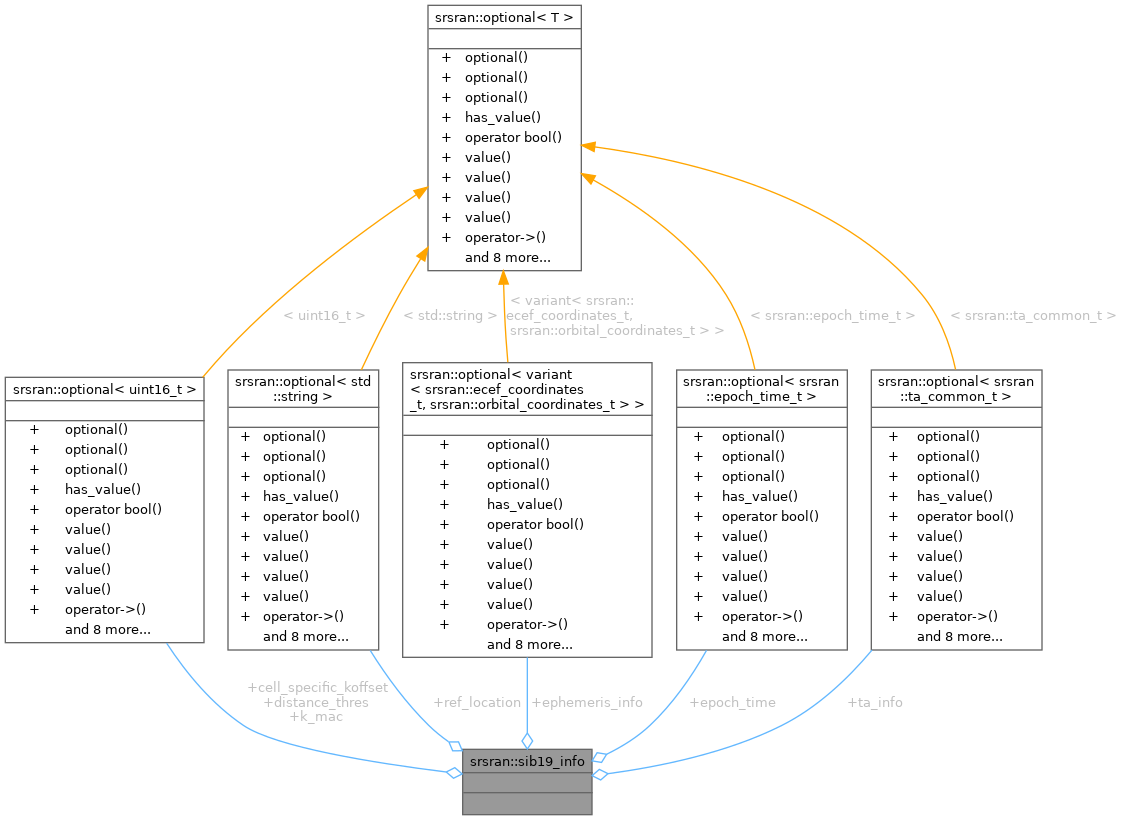 srsran::optional< T >
+ optional()
+ optional()
+ optional()
+ has_value()
+ operator bool()
+ value()
+ value()
+ value()
+ value()
+ operator->()
and 8 more...
< uint16_t >
< std::string >
< variant< srsran::
ecef_coordinates_t,
srsran::orbital_coordinates_t > >
< srsran::epoch_time_t >
< srsran::ta_common_t >
srsran::optional< uint16_t >
+ optional()
+ optional()
+ optional()
+ has_value()
+ operator bool()
+ value()
+ value()
+ value()
+ value()
+ operator->()
and 8 more...
srsran::optional< std
::string >
+ optional()
+ optional()
+ optional()
+ has_value()
+ operator bool()
+ value()
+ value()
+ value()
+ value()
+ operator->()
and 8 more...
srsran::optional< variant
< srsran::ecef_coordinates
_t, srsran::orbital_coordinates_t > >
+ optional()
+ optional()
+ optional()
+ has_value()
+ operator bool()
+ value()
+ value()
+ value()
+ value()
+ operator->()
and 8 more...
srsran::optional< srsran
::epoch_time_t >
+ optional()
+ optional()
+ optional()
+ has_value()
+ operator bool()
+ value()
+ value()
+ value()
+ value()
+ operator->()
and 8 more...
srsran::optional< srsran
::ta_common_t >
+ optional()
+ optional()
+ optional()
+ has_value()
+ operator bool()
+ value()
+ value()
+ value()
+ value()
+ operator->()
and 8 more...
+cell_specific_koffset
+distance_thres
+k_mac
+ref_location
+ephemeris_info
+epoch_time
+ta_info
srsran::sib19_info